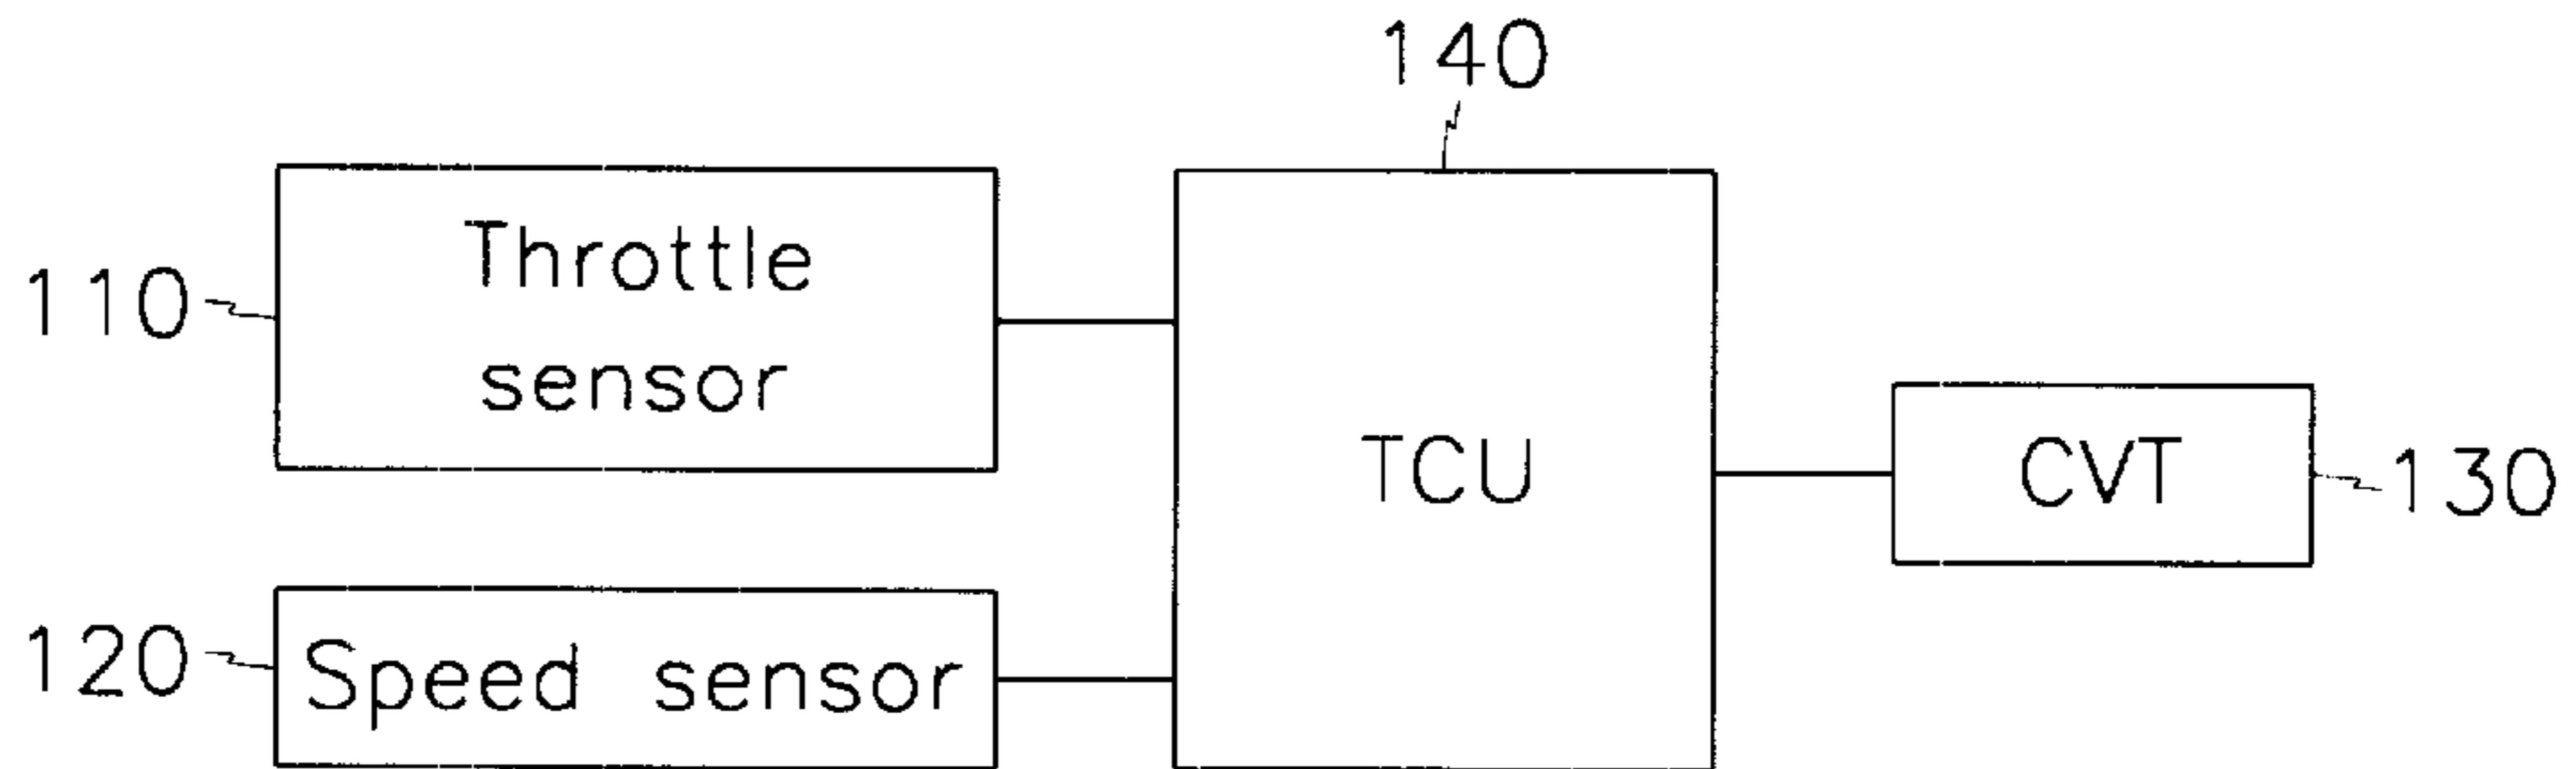 140
Throttle
sensor
110
TCU
CVT
130
120
Speed sensor